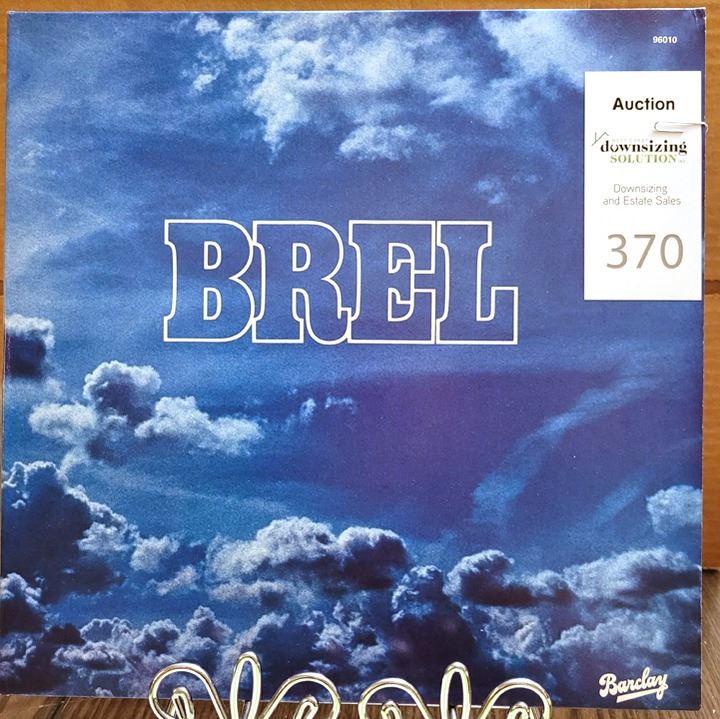 96010
Auction
downsizing
SOLUTION
Downsizing
and Estate Sales
370
BREL
Barclay